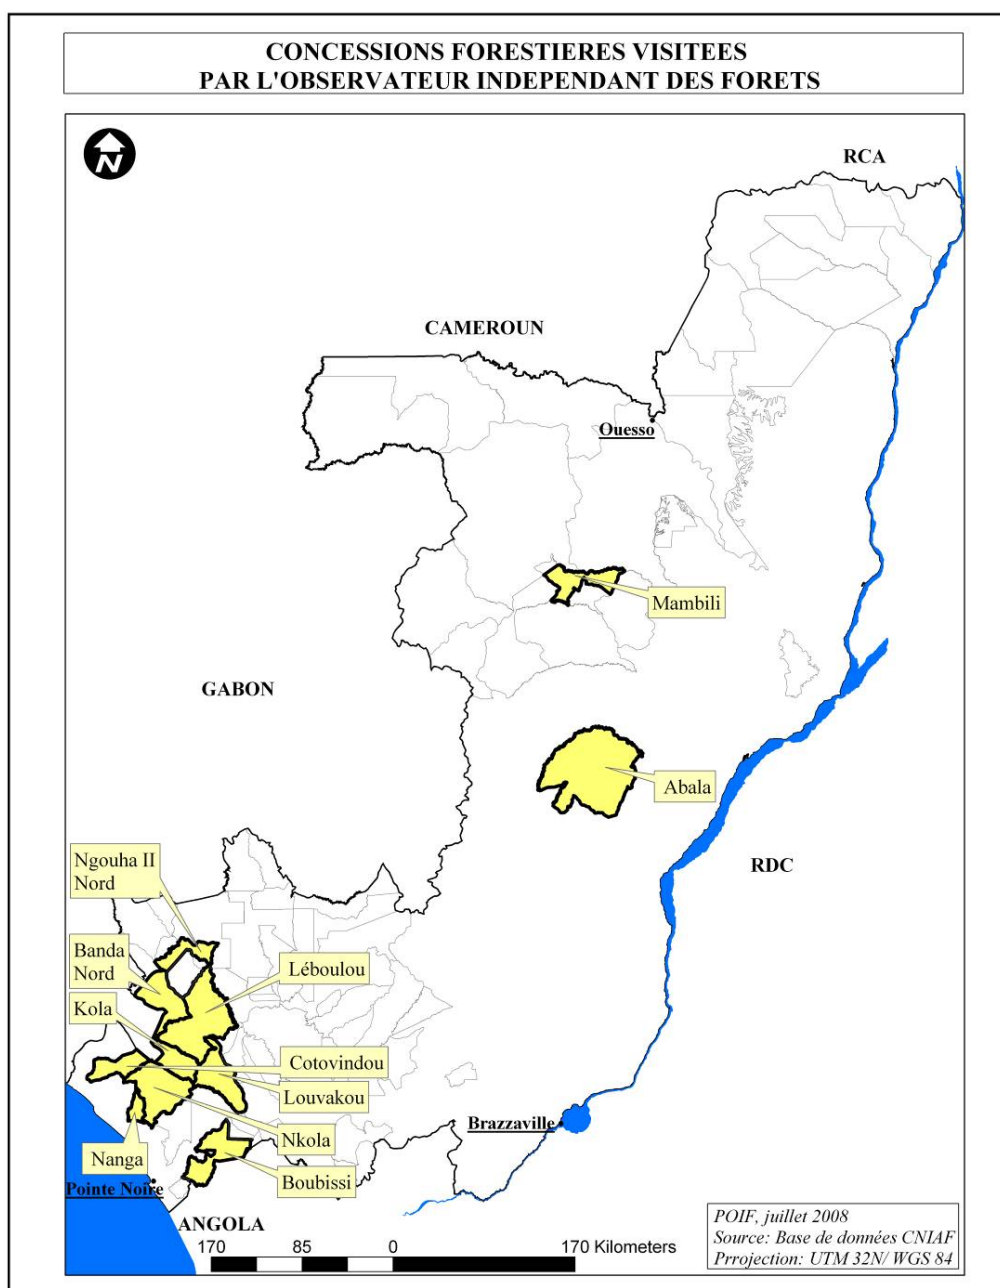 CONCESSIONS FORESTIERES VISITEES
PAR L'OBSERVATEUR INDEPENDANT DES FORETS
N
RCA
CAMEROUN
Ouesso
Mambili
GABON
Abala
Ngouha II
Nord
RDC
Banda
Nord
Léboulou
Kola
Cotovindou
Louvakou
Brazzaville
Nkola
Nanga
Boubissi
Pointe Noire
ANGOLA
170 85 0 170 Kilometers
POIF, juillet 2008
Source: Base de données CNIAF
Prrojection: UTM 32N/ WGS 84